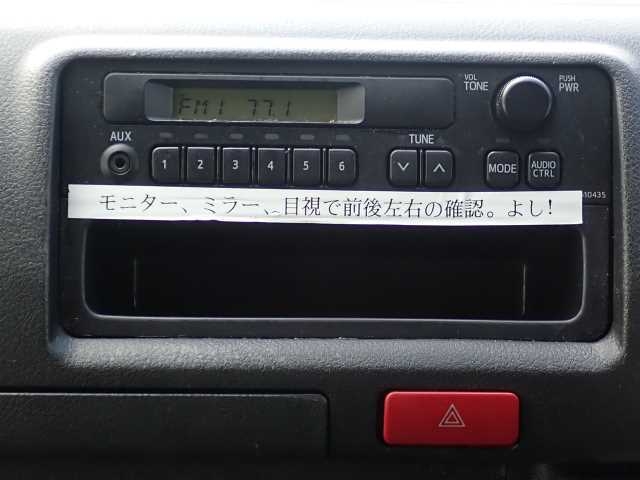 FM1 77.1
VOL TONE
PUSH PWR
AUX
TUNE
1 2 3 4 5 6
MODE
AUDIO CTRL
モニター、ミラー、目視で前後左右の確認。よし!